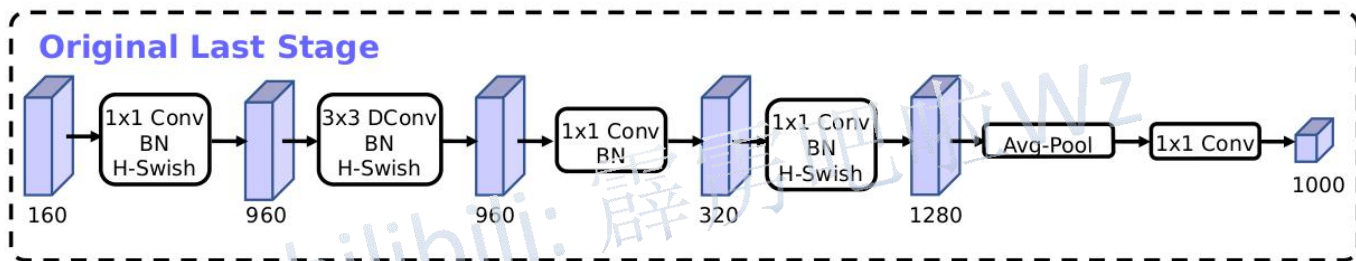 Original Last Stage
1x1 Conv
BN
H-Swish
3x3 DConv
BN
H-Swish
1x1 Conv
BN
1x1 Conv
BN
H-Swish
Avg-Pool
1x1 Conv
160
960
960
320
1280
1000
bilibili: 霹雳吧啦Wz